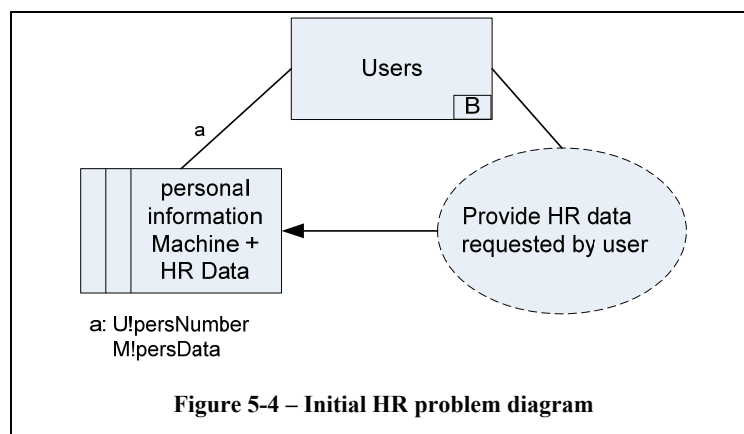 Users
B
a
personal
information
Machine +
HR Data
Provide HR data
requested by user
a: U!persNumber
M!persData
Figure 5-4 – Initial HR problem diagram